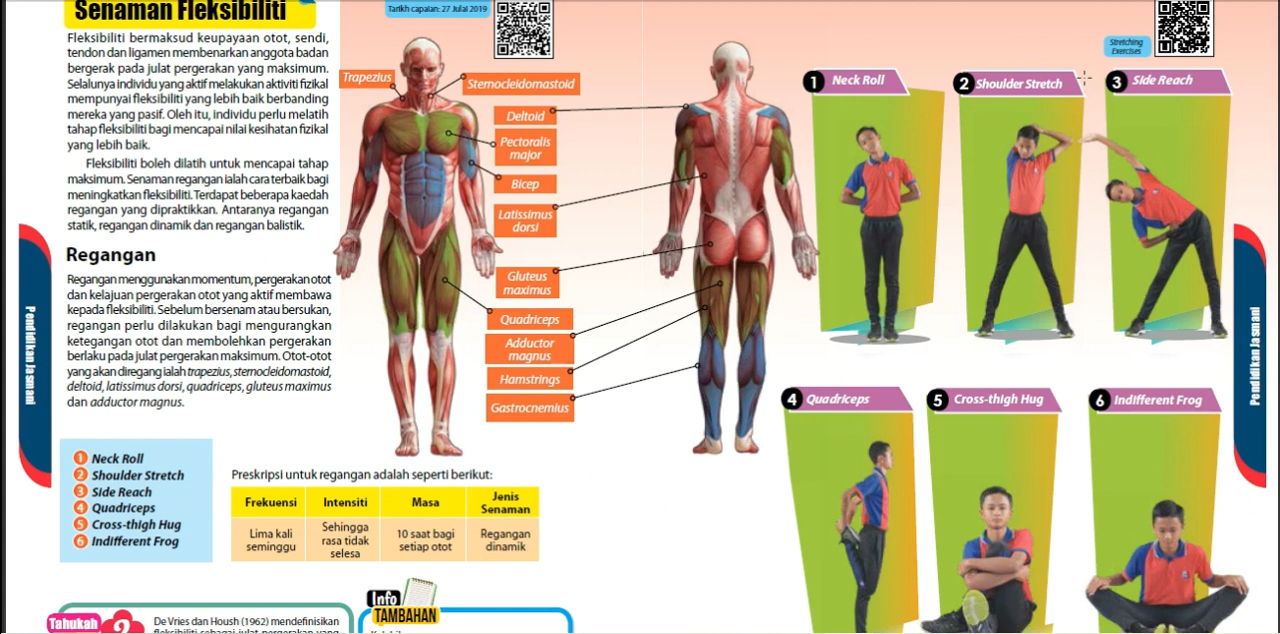 Senaman Fleksibiliti
Fleksibiliti bermaksud keupayaan otot, sendi,
tendon dan ligamen membenarkan anggota badan
bergerak pada julat pergerakan yang maksimum.
Selalunya individu yang aktif melakukan aktiviti fizikal
mempunyai fleksibiliti yang lebih baik berbanding
mereka yang pasif. Oleh itu, individu perlu melatih
tahap fleksibiliti bagi mencapai nilai kesihatan fizikal
yang lebih baik.
Fleksibiliti boleh dilatih untuk mencapai tahap
maksimum. Senaman regangan ialah cara terbaik bagi
meningkatkan fleksibiliti. Terdapat beberapa kaedah
regangan yang dipraktikkan. Antaranya regangan
statik, regangan dinamik dan regangan balistik.
Regangan
Regangan menggunakan momentum, pergerakan otot
dan kelajuan pergerakan otot yang aktif membawa
kepada fleksibiliti. Sebelum bersenam atau bersukan,
regangan perlu dilakukan bagi mengurangkan
ketegangan otot dan membolehkan pergerakan
berlaku pada julat pergerakan maksimum. Otot-otot
yang akan diregang ialah trapezius, sternocleidomastoid,
deltoid, latissimus dorsi, quadriceps, gluteus maximus
dan adductor magnus.
1 Neck Roll
2 Shoulder Stretch
3 Side Reach
4 Quadriceps
5 Cross-thigh Hug
6 Indifferent Frog
Tarikh capaian: 27 Julai 2019
Trapezius
Sternocleidomastoid
Deltoid
Pectoralis
major
Bicep
Latissimus
dorsi
Gluteus
maximus
Quadriceps
Adductor
magnus
Hamstrings
Gastrocnemius
Preskripsi untuk regangan adalah seperti berikut:
Frekuensi Intensiti Masa Jenis Senaman
Lima kali seminggu Sehingga rasa tidak selesa 10 saat bagi setiap otot Regangan dinamik
Stretching
Exercises
1 Neck Roll
2 Shoulder Stretch
3 Side Reach
4 Quadriceps
5 Cross-thigh Hug
6 Indifferent Frog
Pendidikan Jasmani
Pendidikan Jasmani
Tahukah
?
De Vries dan Housh (1962) mendefinisikan
fleksibiliti sebagai julat pergerakan yang
Info
TAMBAHAN